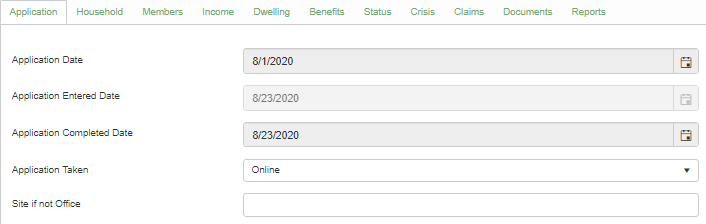 Application Household Members Income Dwelling Benefits Status Crisis Claims Documents Reports
Application Date 8/1/2020
Application Entered Date 8/23/2020
Application Completed Date 8/23/2020
Application Taken Online
Site if not Office